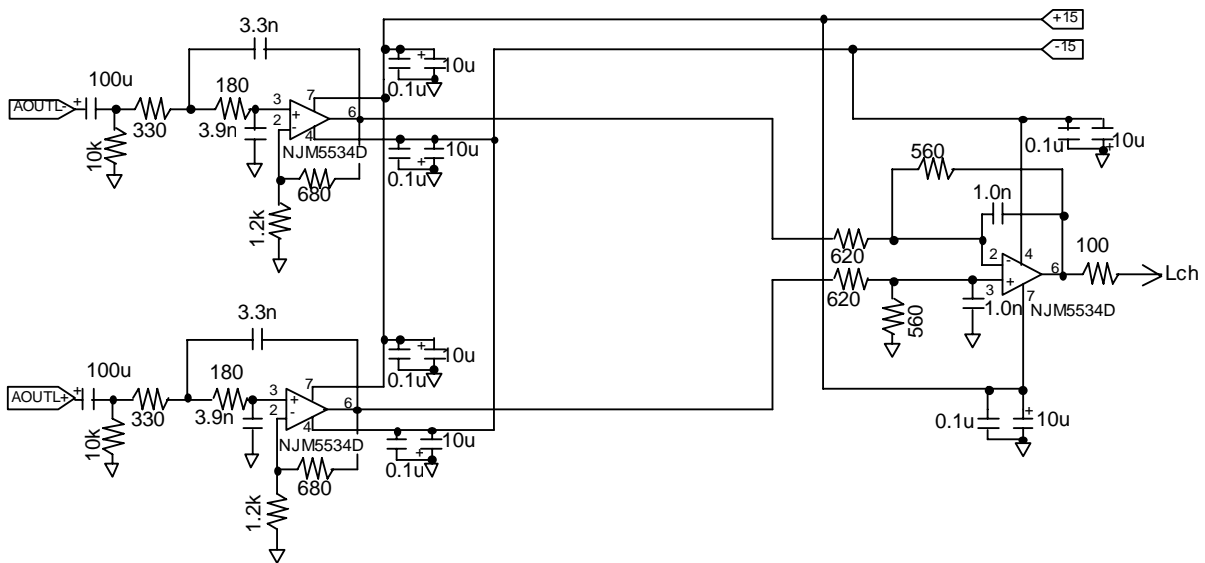 +15
-15
3.3n
100u
180
AOUTL-
+
330
3.9n
10k
3
2
+
-
7
4
6
NJM5534D
680
1.2k
+
10u
0.1u
+
10u
0.1u
560
1.0n
620
620
560
2
3
-
+
4
7
6
1.0n
NJM5534D
100
Lch
0.1u
10u
+
3.3n
100u
180
AOUTL+
+
330
3.9n
10k
3
2
+
-
7
4
6
NJM5534D
680
1.2k
+
10u
0.1u
+
10u
0.1u
0.1u
+
10u